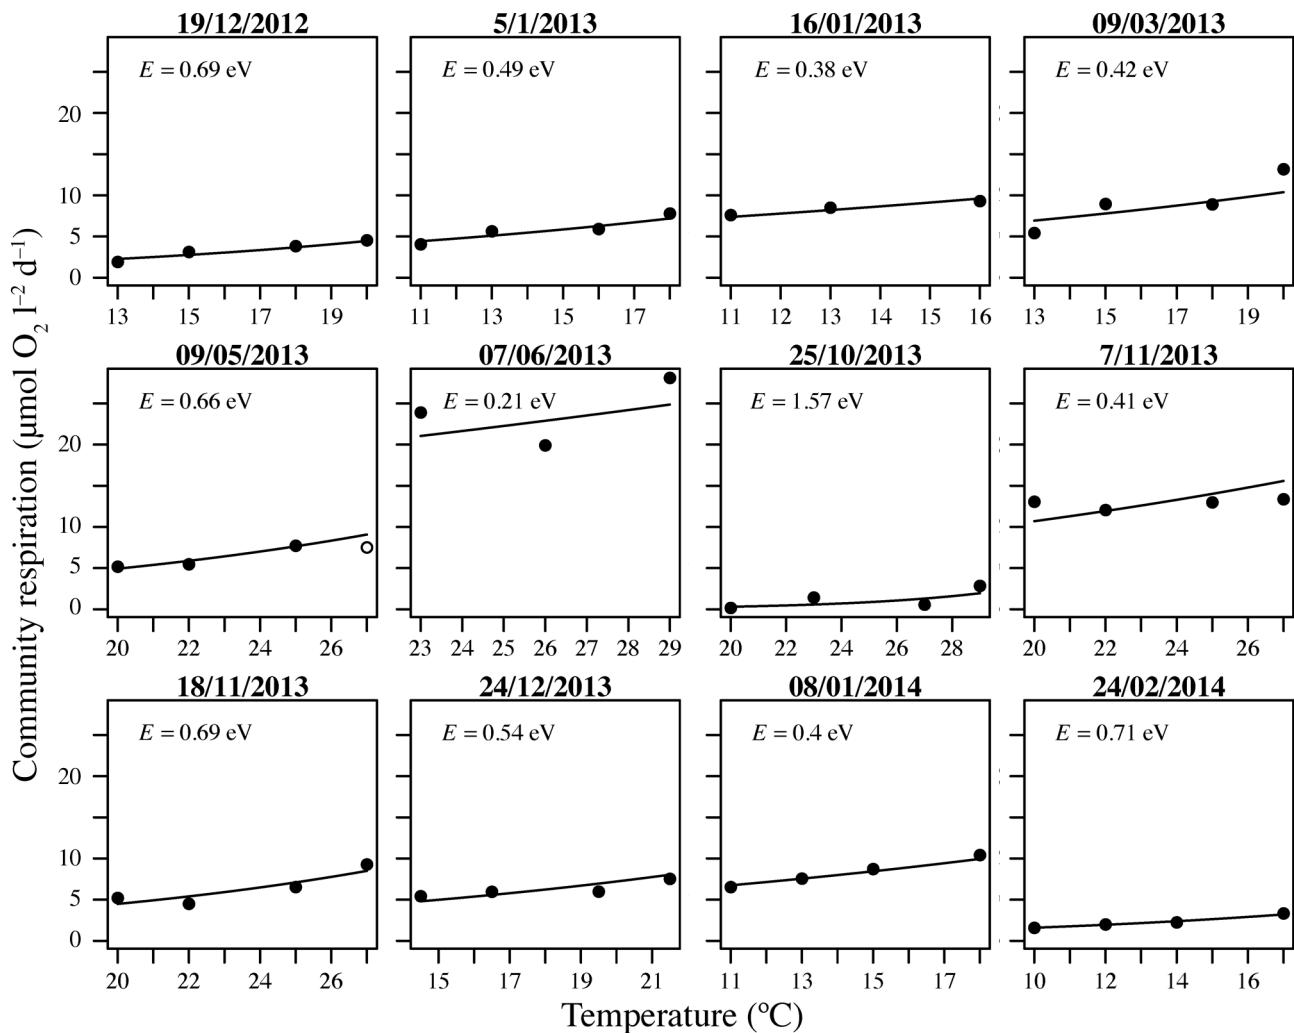 19/12/2012 5/1/2013 16/01/2013 09/03/2013
E = 0.69 eV E = 0.49 eV E = 0.38 eV E = 0.42 eV
20
10
5
0
13 15 17 19 11 13 15 17 11 12 13 14 15 16 13 15 17 19
09/05/2013 07/06/2013 25/10/2013 7/11/2013
E = 0.66 eV E = 0.21 eV E = 1.57 eV E = 0.41 eV
20
10
5
0
20 22 24 26 23 24 25 26 27 28 29 20 22 24 26 28 20 22 24 26
18/11/2013 24/12/2013 08/01/2014 24/02/2014
E = 0.69 eV E = 0.54 eV E = 0.4 eV E = 0.71 eV
20
10
5
0
20 22 24 26 15 17 19 21 11 13 15 17 10 12 14 16
Community respiration (μmol O₂ l⁻² d⁻¹)
Temperature (ºC)